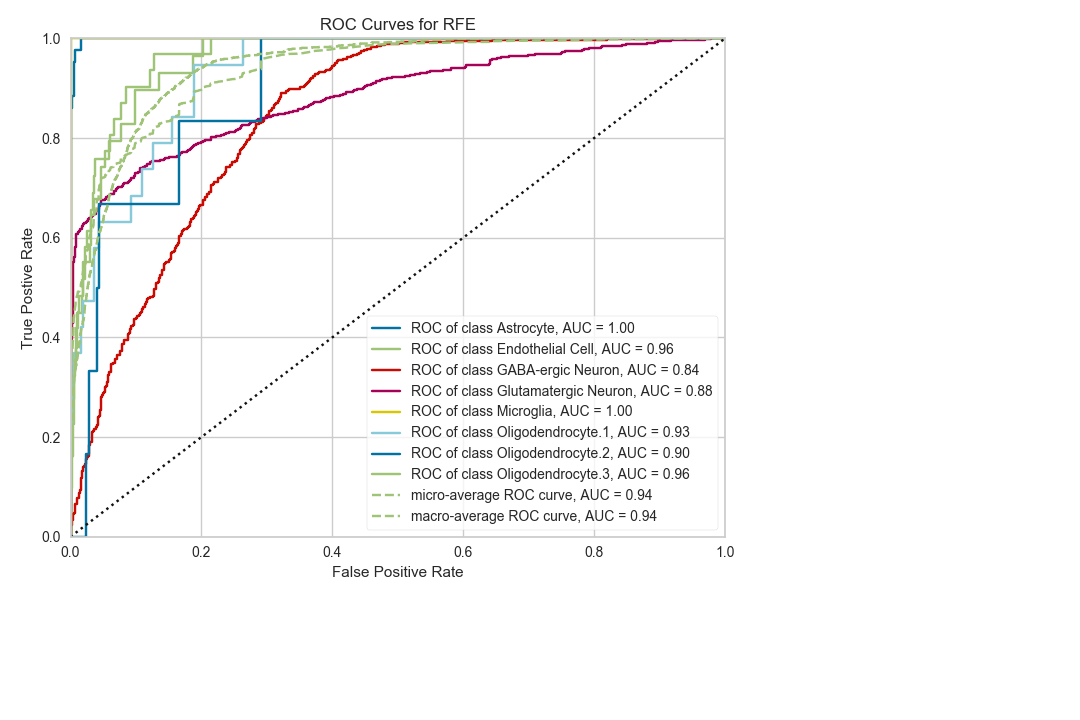 ROC Curves for RFE
1.0
0.8
0.6
0.4
0.2
0.0
True Postive Rate
ROC of class Astrocyte, AUC = 1.00
ROC of class Endothelial Cell, AUC = 0.96
ROC of class GABA-ergic Neuron, AUC = 0.84
ROC of class Glutamatergic Neuron, AUC = 0.88
ROC of class Microglia, AUC = 1.00
ROC of class Oligodendrocyte.1, AUC = 0.93
ROC of class Oligodendrocyte.2, AUC = 0.90
ROC of class Oligodendrocyte.3, AUC = 0.96
micro-average ROC curve, AUC = 0.94
macro-average ROC curve, AUC = 0.94
0.0 0.2 0.4 0.6 0.8 1.0
False Positive Rate